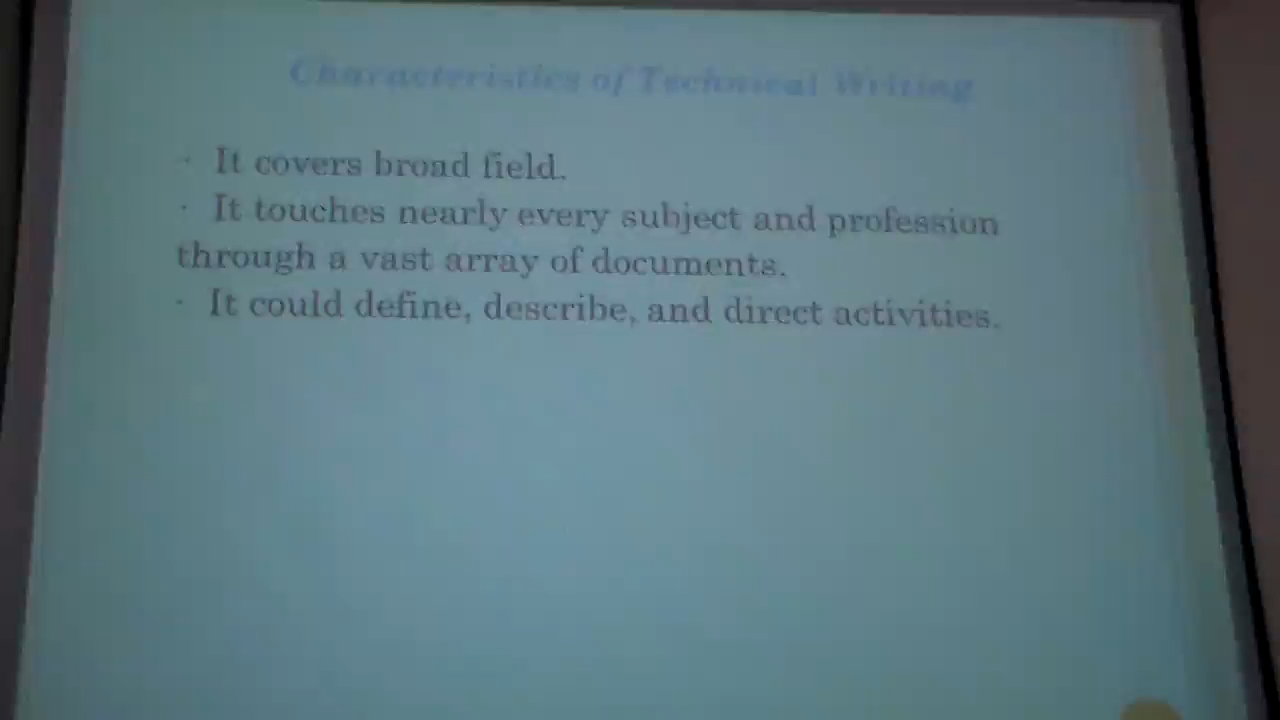 Characteristics of Technical Writing
· It covers broad field.
· It touches nearly every subject and profession
through a vast array of documents.
· It could define, describe, and direct activities.